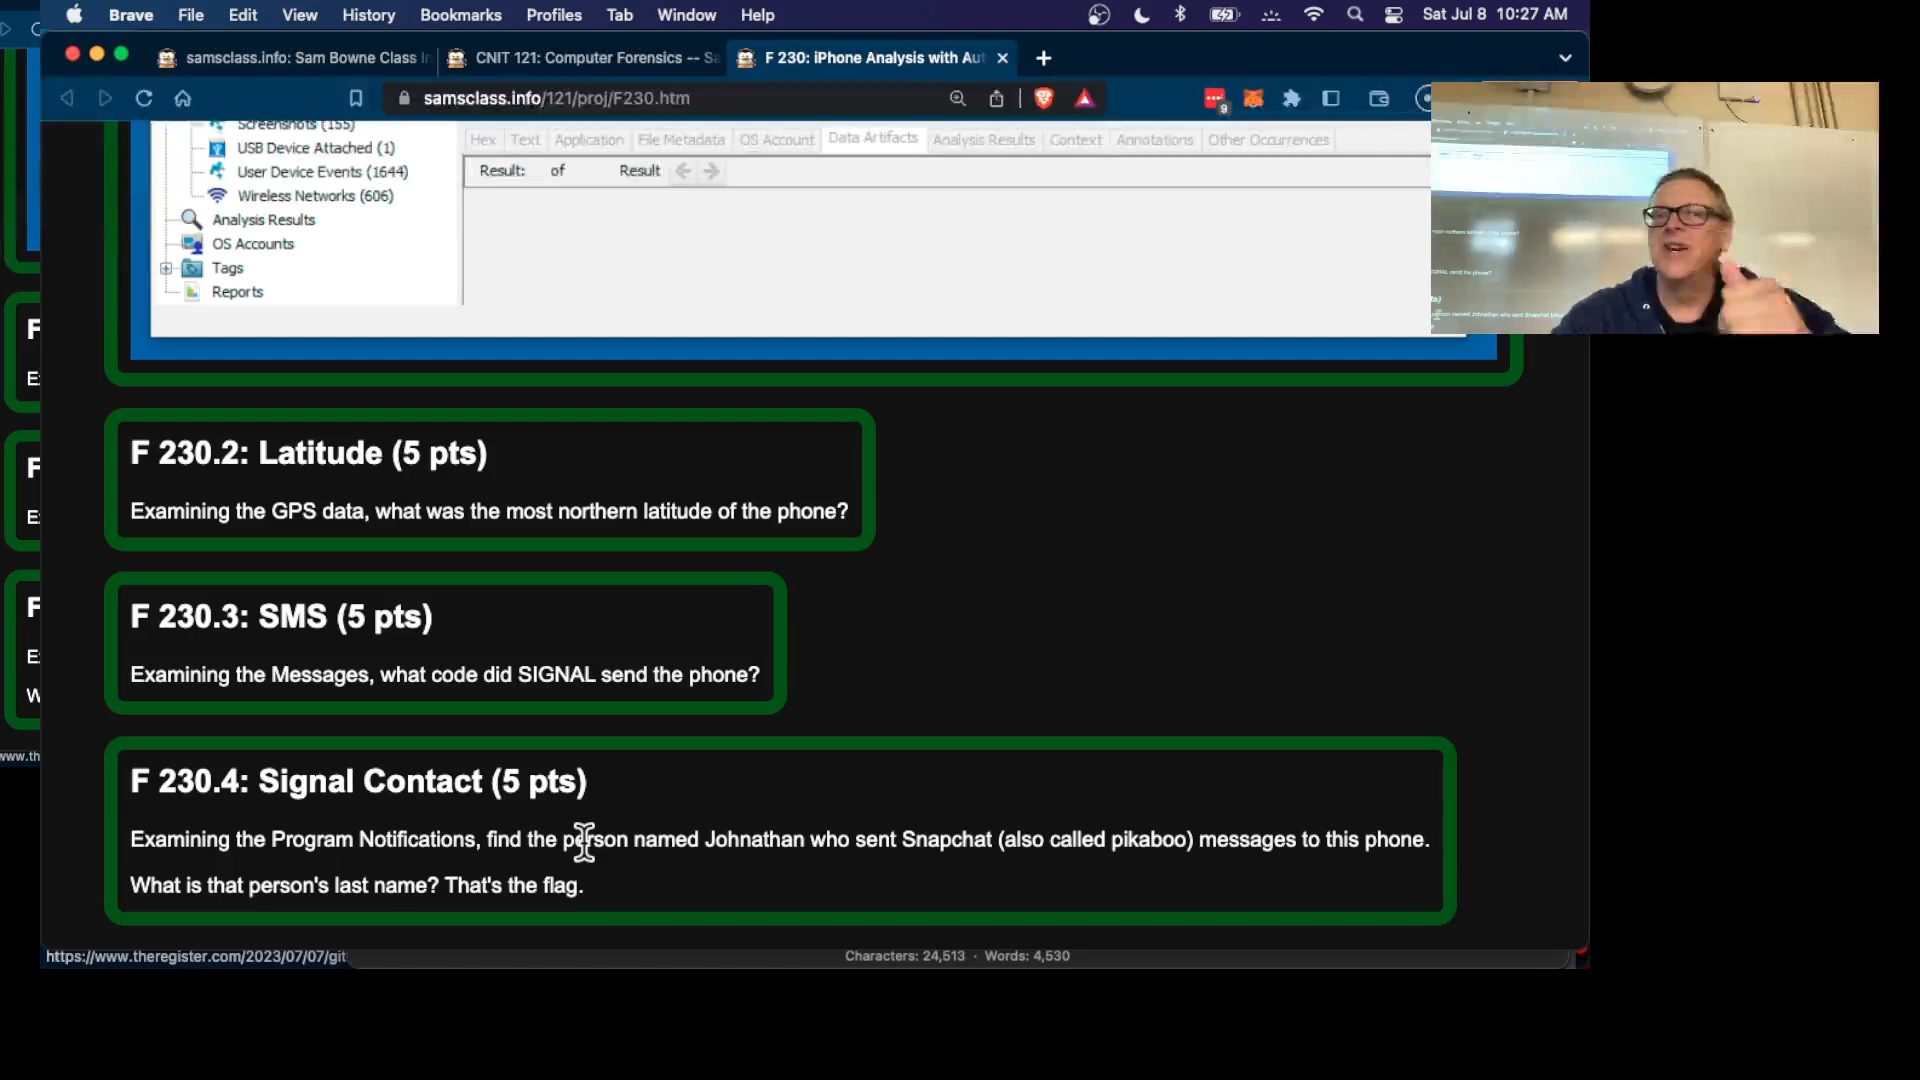 Brave File Edit View History Bookmarks Profiles Tab Window Help Sat Jul 8 10:27 AM
samsclass.info: Sam Bowne Class In CNIT 121: Computer Forensics -- Sa F 230: iPhone Analysis with Aut
samsclass.info/121/proj/F230.htm 9
Screenshots (155)
Hex Text Application File Metadata OS Account Data Artifacts Analysis Results Context Annotations Other Occurrences
USB Device Attached (1)
Result: of Result
User Device Events (1644)
Wireless Networks (606)
Analysis Results
OS Accounts
Tags
Reports
F 230.2: Latitude (5 pts)
Examining the GPS data, what was the most northern latitude of the phone?
F 230.3: SMS (5 pts)
Examining the Messages, what code did SIGNAL send the phone?
F 230.4: Signal Contact (5 pts)
Examining the Program Notifications, find the person named Johnathan who sent Snapchat (also called pikaboo) messages to this phone.
What is that person's last name? That's the flag.
https://www.theregister.com/2023/07/07/git
Characters: 24,513 · Words: 4,530